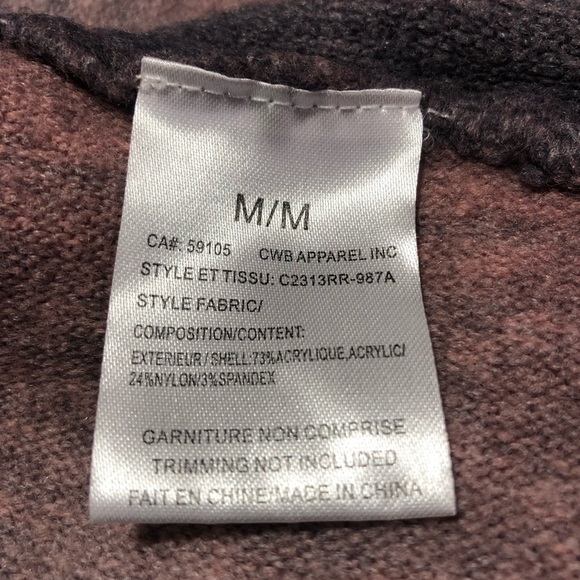 M/M
CA#: 59105 CWB APPAREL INC
STYLE ET TISSU: C2313RR-987A
STYLE FABRIC/
COMPOSITION/CONTENT:
EXTERIEUR/SHELL:73%ACRYLIQUE,ACRYLIC/
24%NYLON/3%SPANDEX
GARNITURE NON COMPRISE
TRIMMING NOT INCLUDED
FAIT EN CHINE/MADE IN CHINA